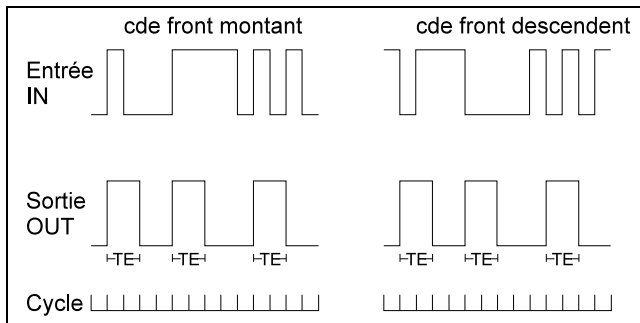 cde front montant
cde front descendent
Entrée
IN
Sortie
OUT
TE
TE
TE
TE
TE
TE
Cycle